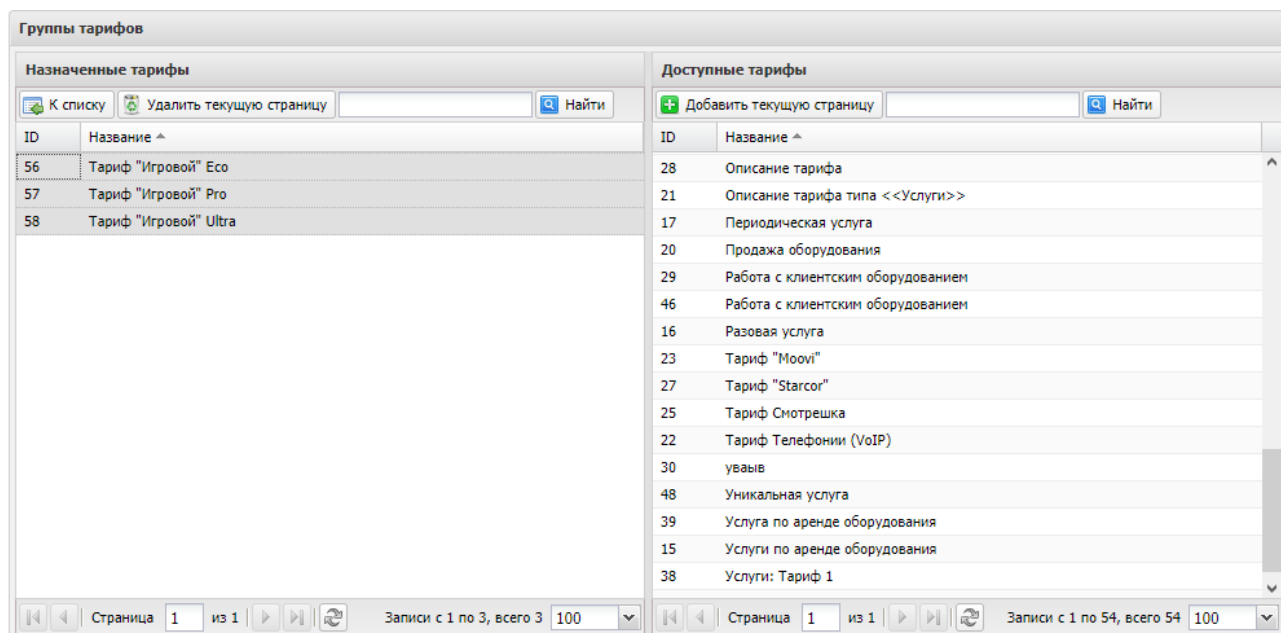 Группы тарифов
Назначенные тарифы
К списку Удалить текущую страницу Найти
ID Название
56 Тариф "Игровой" Eco
57 Тариф "Игровой" Pro
58 Тариф "Игровой" Ultra
Страница 1 из 1 Записи с 1 по 3, всего 3 100
Доступные тарифы
Добавить текущую страницу Найти
ID Название
28 Описание тарифа
21 Описание тарифа типа <<Услуги>>
17 Периодическая услуга
20 Продажа оборудования
29 Работа с клиентским оборудованием
46 Работа с клиентским оборудованием
16 Разовая услуга
23 Тариф "Moovi"
27 Тариф "Starcor"
25 Тариф Смотрешка
22 Тариф Телефонии (VoIP)
30 уваыв
48 Уникальная услуга
39 Услуга по аренде оборудования
15 Услуги по аренде оборудования
38 Услуги: Тариф 1
Страница 1 из 1 Записи с 1 по 54, всего 54 100